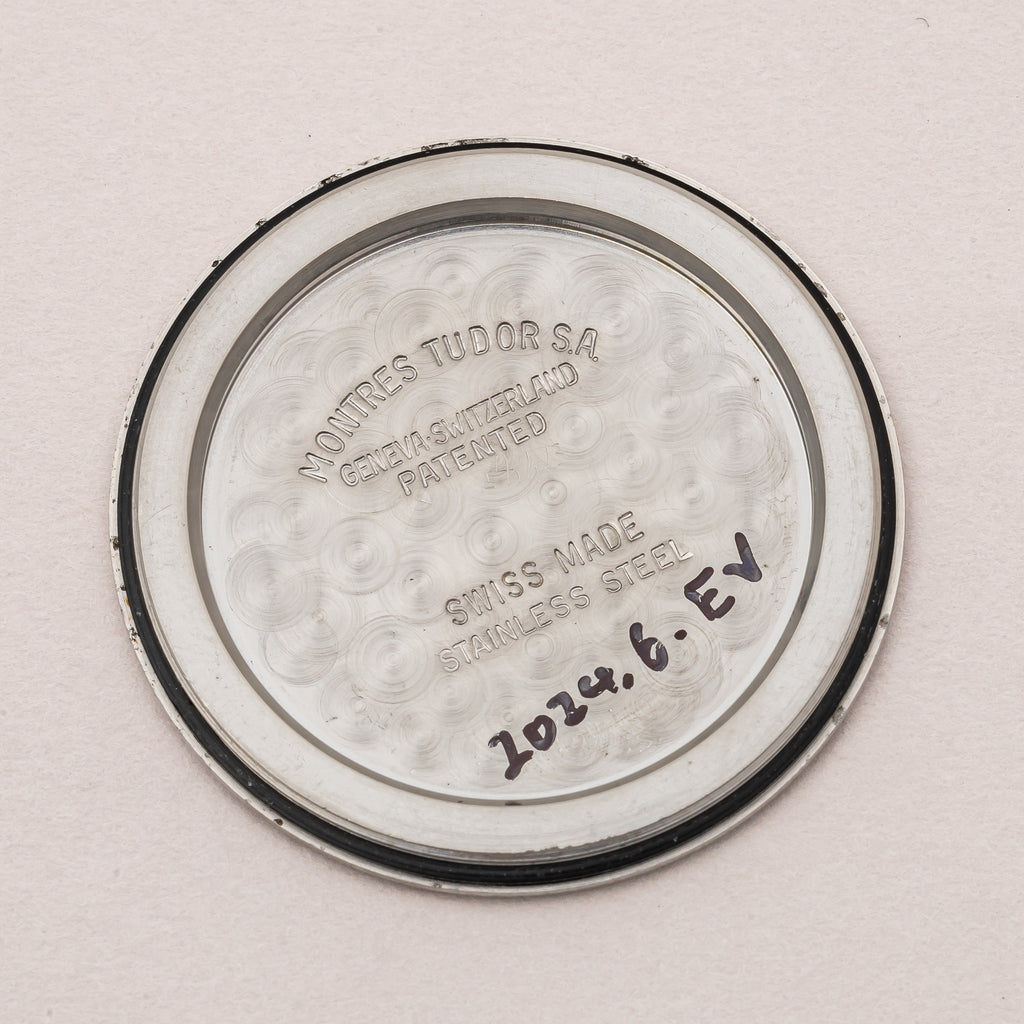 MONTRES TUDOR S.A.
GENEVA·SWITZERLAND
PATENTED
SWISS MADE
STAINLESS STEEL
2024.6. EV